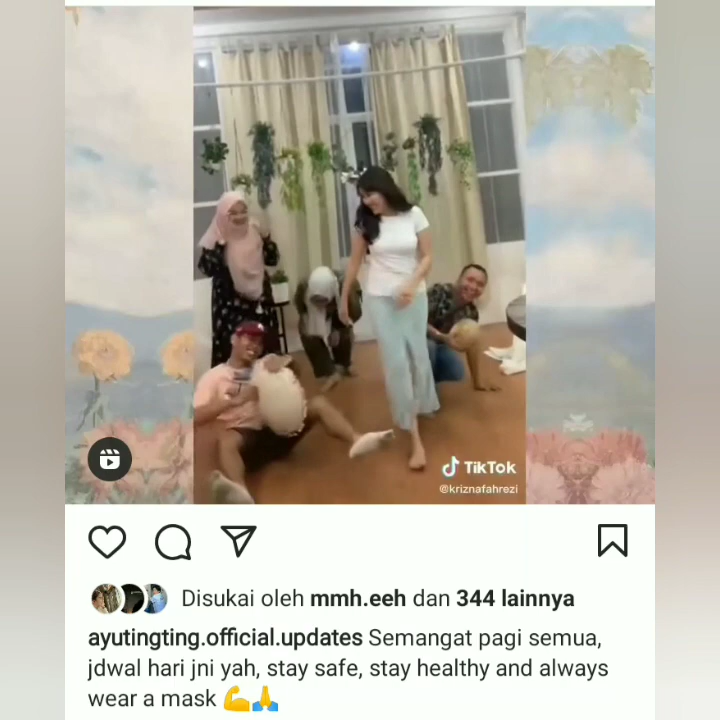 TikTok
@kriznafahrezi
Disukai oleh mmh.eeh dan 344 lainnya
ayutingting.official.updates Semangat pagi semua,
jdwal hari jni yah, stay safe, stay healthy and always
wear a mask 💪🙏